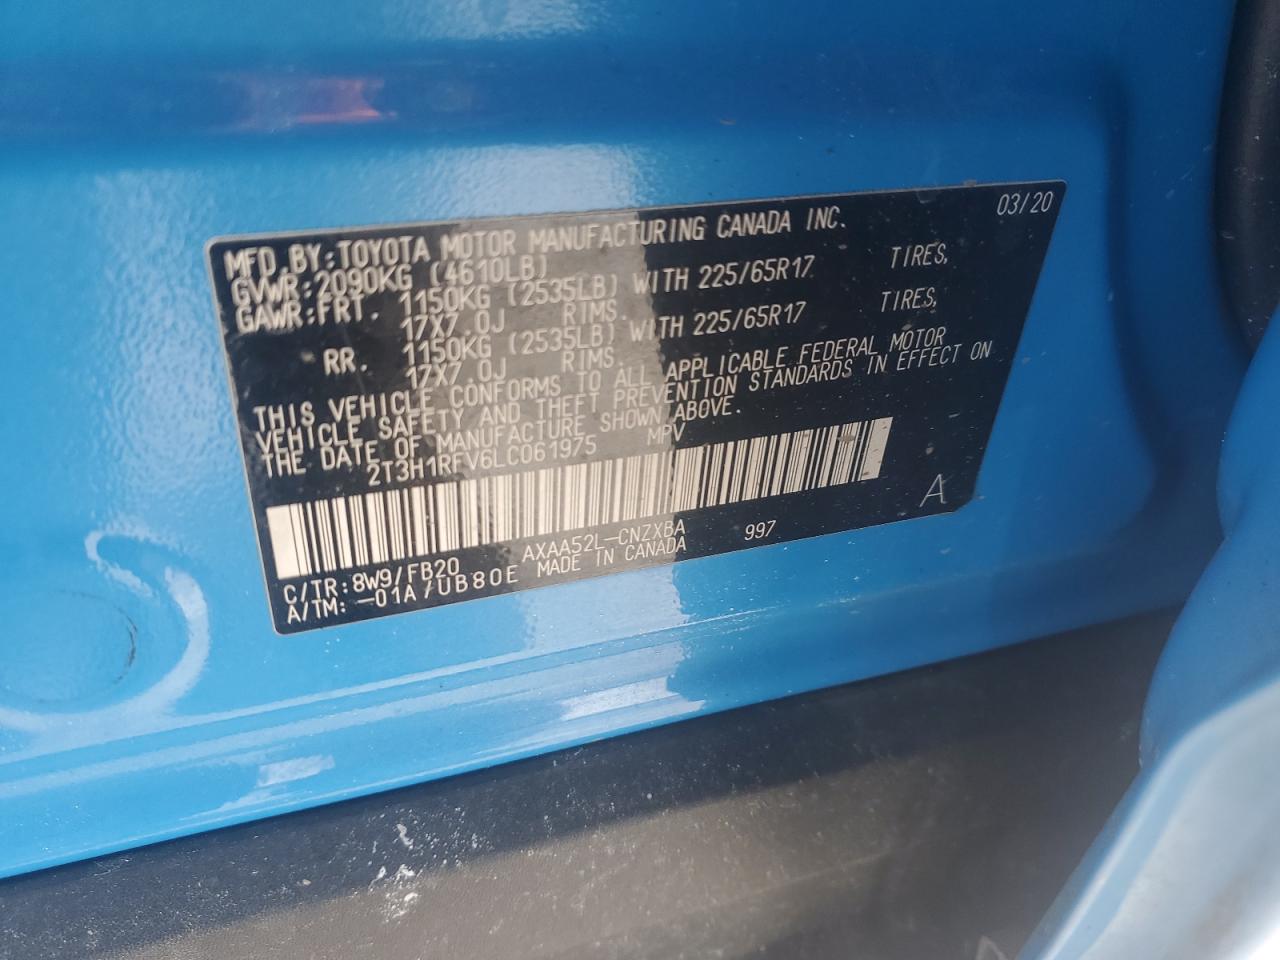 03/20
MFD.BY:TOYOTA MOTOR MANUFACTURING CANADA INC.
GVWR:2090KG (4610LB)
GAWR:FRT. 1150KG (2535LB) WITH 225/65R17 TIRES,
17X7.0J RIMS.
RR. 1150KG (2535LB) WITH 225/65R17 TIRES,
17X7.0J RIMS.
THIS VEHICLE CONFORMS TO ALL APPLICABLE FEDERAL MOTOR
VEHICLE SAFETY AND THEFT PREVENTION STANDARDS IN EFFECT ON
THE DATE OF MANUFACTURE SHOWN ABOVE.
2T3H1RFV6LC061975 MPV
A
C/TR:8W9/FB20 AXAA52L-CNZXBA 997
A/TM:-01A/UB80E MADE IN CANADA